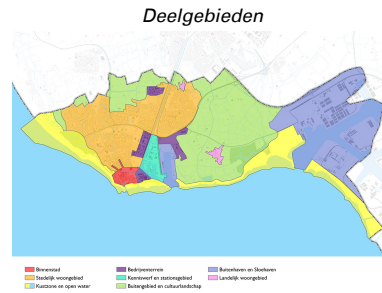 Deelgebieden
Binnenstad
Stedelijk woongebied
Kustzone en open water
Bedrijventerrein
Kenniswerf en stationsgebied
Buitengebied en cultuurlandschap
Buitenhaven en Sloehaven
Landelijk woongebied